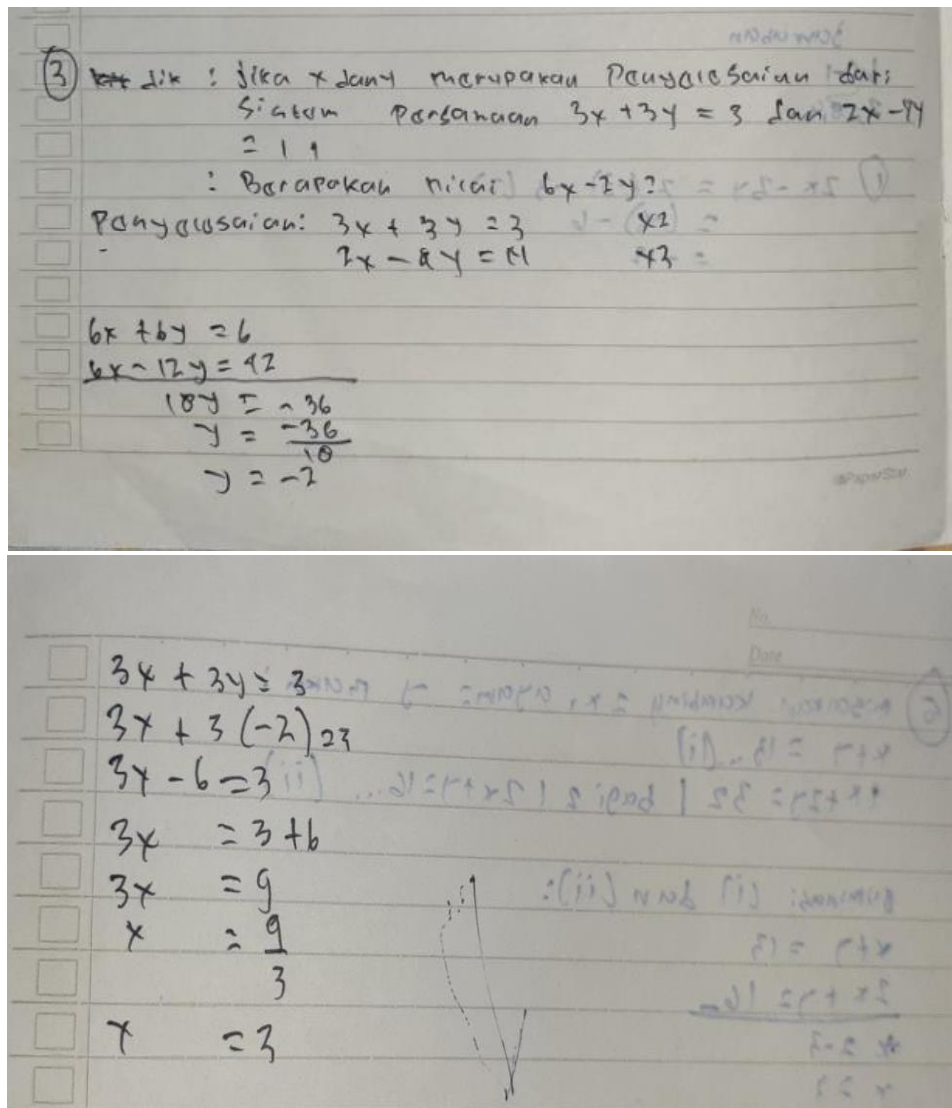 ③ dik : Jika x dan y merupakan Penyelesaian dari
Sistem Persamaan 3x + 3y = 3 dan 2x - 4y
= 14
: Berapakah nilai 6x - 2y?
Penyelesaian: 3x + 3y = 3 x2
2x - 4y = 14 x3
6x + 6y = 6
6x - 12y = 42
18y = -36
y = -36
18
y = -2
@PaperSun
No.
Date
3x + 3y = 3
3x + 3 (-2) = 3
3x - 6 = 3
3x = 3 + 6
3x = 9
x = 9
3
x = 3